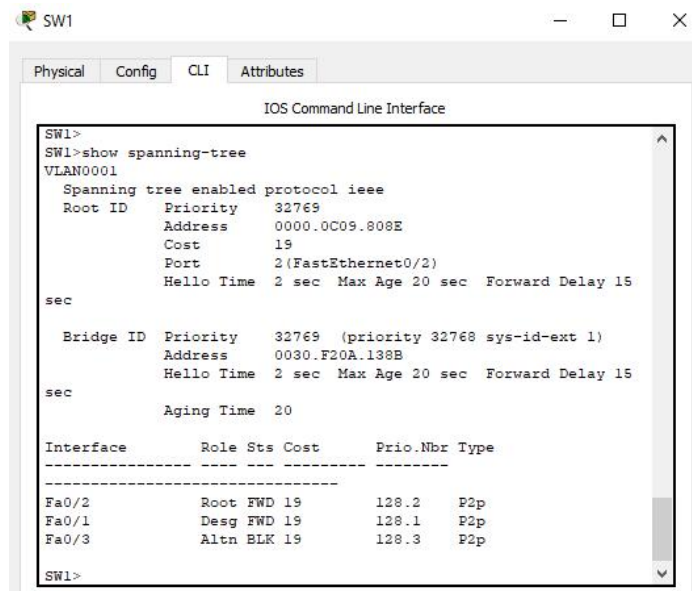 SW1
Physical Config CLI Attributes
IOS Command Line Interface
SW1>
SW1>show spanning-tree
VLAN0001
Spanning tree enabled protocol ieee
Root ID Priority 32769
Address 0000.0C09.808E
Cost 19
Port 2(FastEthernet0/2)
Hello Time 2 sec Max Age 20 sec Forward Delay 15
sec
Bridge ID Priority 32769 (priority 32768 sys-id-ext 1)
Address 0030.F20A.138B
Hello Time 2 sec Max Age 20 sec Forward Delay 15
sec
Aging Time 20
Interface Role Sts Cost Prio.Nbr Type
---------------- ---- --- --------- --------
--------------------------------
Fa0/2 Root FWD 19 128.2 P2p
Fa0/1 Desg FWD 19 128.1 P2p
Fa0/3 Altn BLK 19 128.3 P2p
SW1>